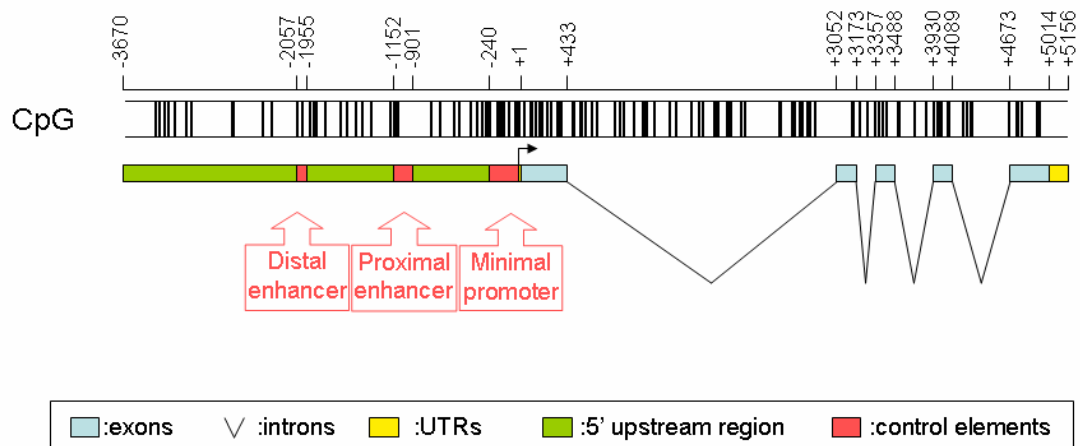 -3670
-2057
-1955
-1152
-901
-240
+1
+433
+3052
+3173
+3357
+3488
+3930
+4089
+4673
+5014
+5156
CpG
Distal
enhancer
Proximal
enhancer
Minimal
promoter
:exons
:introns
:UTRs
:5' upstream region
:control elements